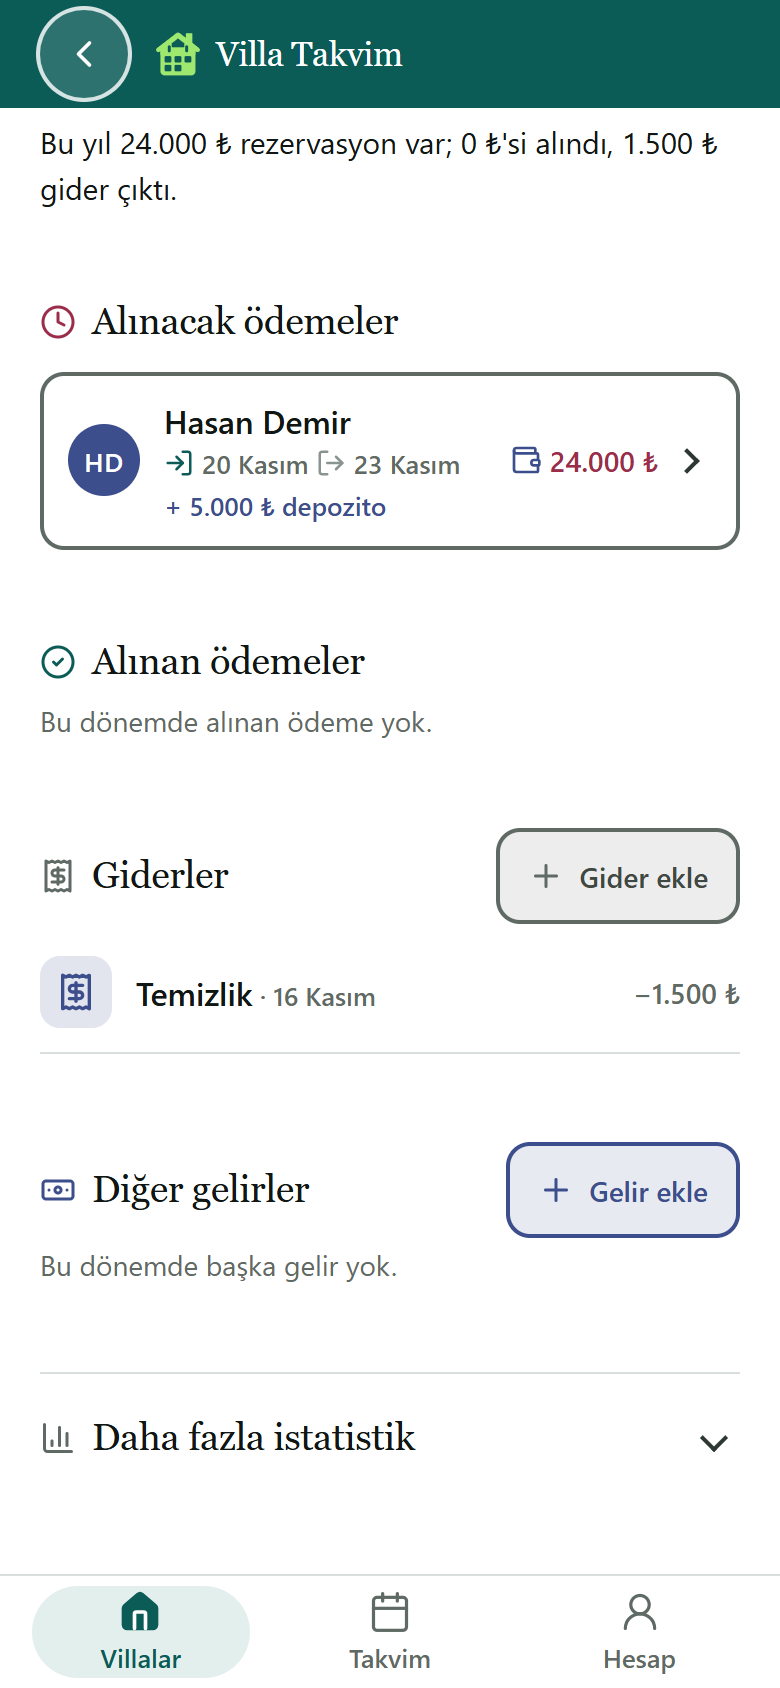 Villa Takvim
Bu yıl 24.000 ₺ rezervasyon var; 0 ₺'si alındı, 1.500 ₺
gider çıktı.
Alınacak ödemeler
HD
Hasan Demir
20 Kasım 23 Kasım
24.000 ₺
+ 5.000 ₺ depozito
Alınan ödemeler
Bu dönemde alınan ödeme yok.
Giderler
+ Gider ekle
Temizlik · 16 Kasım
−1.500 ₺
Diğer gelirler
+ Gelir ekle
Bu dönemde başka gelir yok.
Daha fazla istatistik
Villalar
Takvim
Hesap